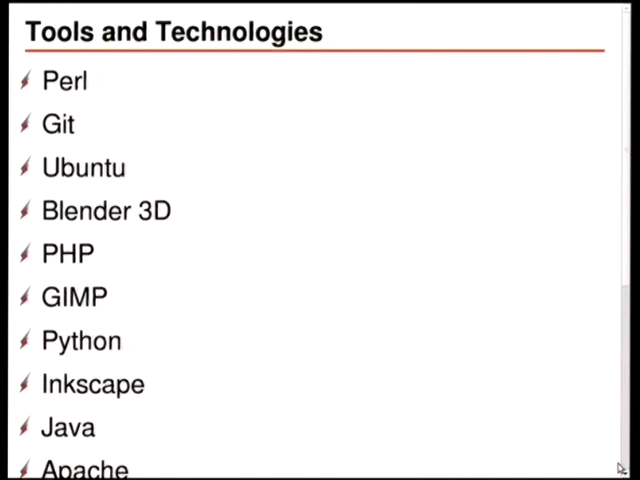 Tools and Technologies
Perl
Git
Ubuntu
Blender 3D
PHP
GIMP
Python
Inkscape
Java
Apache